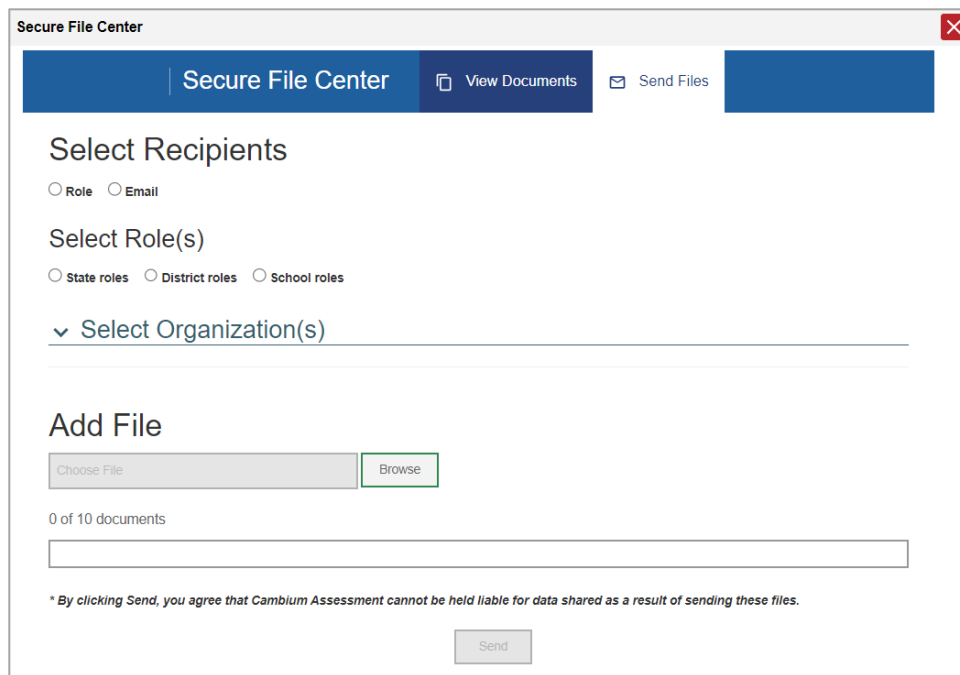 Secure File Center
Secure File Center View Documents Send Files
Select Recipients
Role Email
Select Role(s)
State roles District roles School roles
Select Organization(s)
Add File
Choose File Browse
0 of 10 documents
* By clicking Send, you agree that Cambium Assessment cannot be held liable for data shared as a result of sending these files.
Send